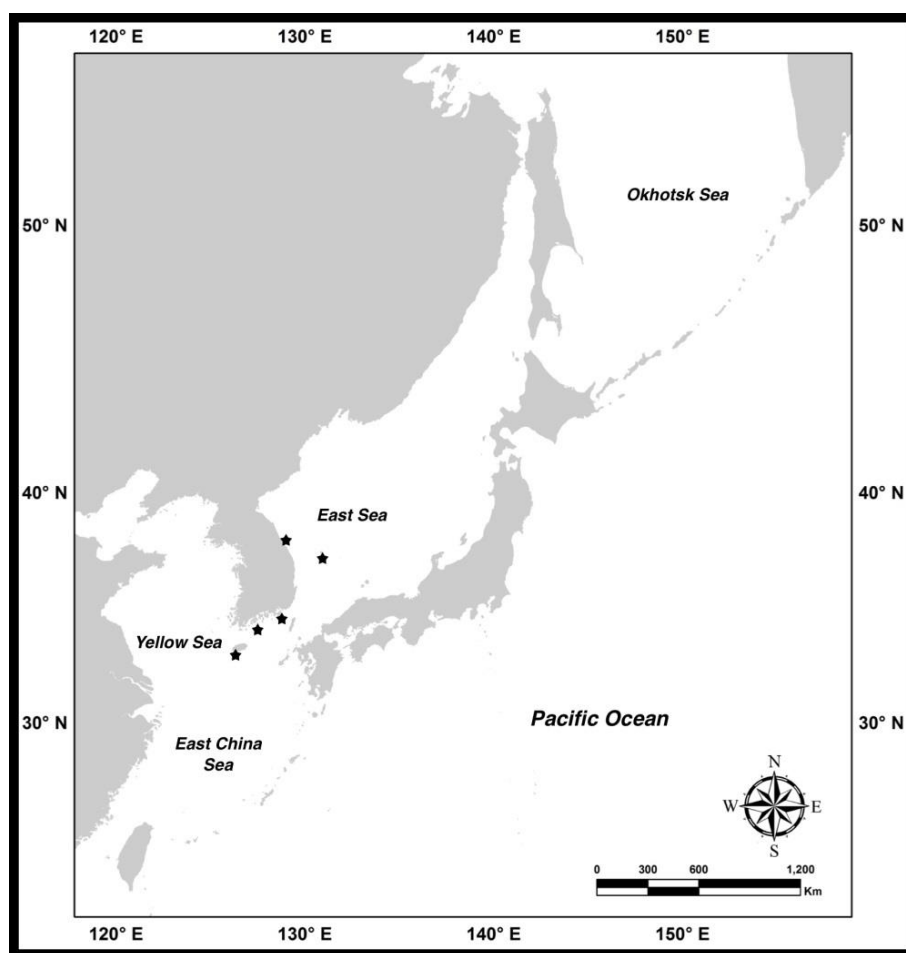 120° E 130° E 140° E 150° E
Okhotsk Sea
50° N 50° N
40° N 40° N
East Sea
Yellow Sea
30° N 30° N
Pacific Ocean
East China
Sea
N
W E
S
0 300 600 1,200
Km
120° E 130° E 140° E 150° E